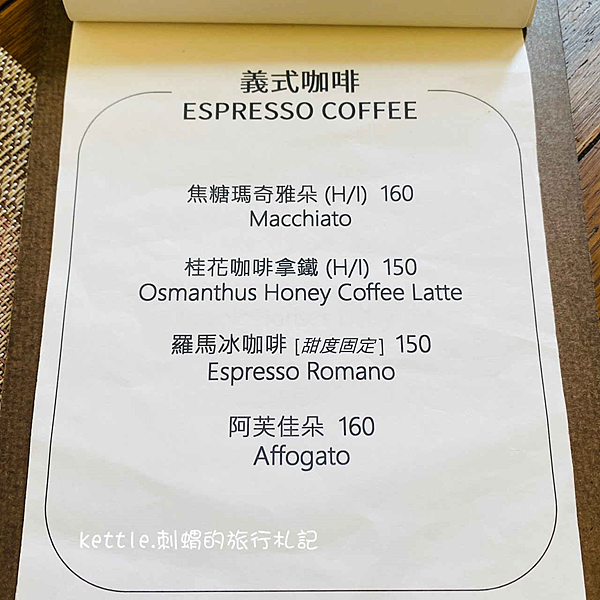 義式咖啡
ESPRESSO COFFEE
焦糖瑪奇雅朵 (H/I) 160
Macchiato
桂花咖啡拿鐵 (H/I) 150
Osmanthus Honey Coffee Latte
羅馬冰咖啡 [甜度固定] 150
Espresso Romano
阿芙佳朵 160
Affogato
kettle.刺蝟的旅行札記